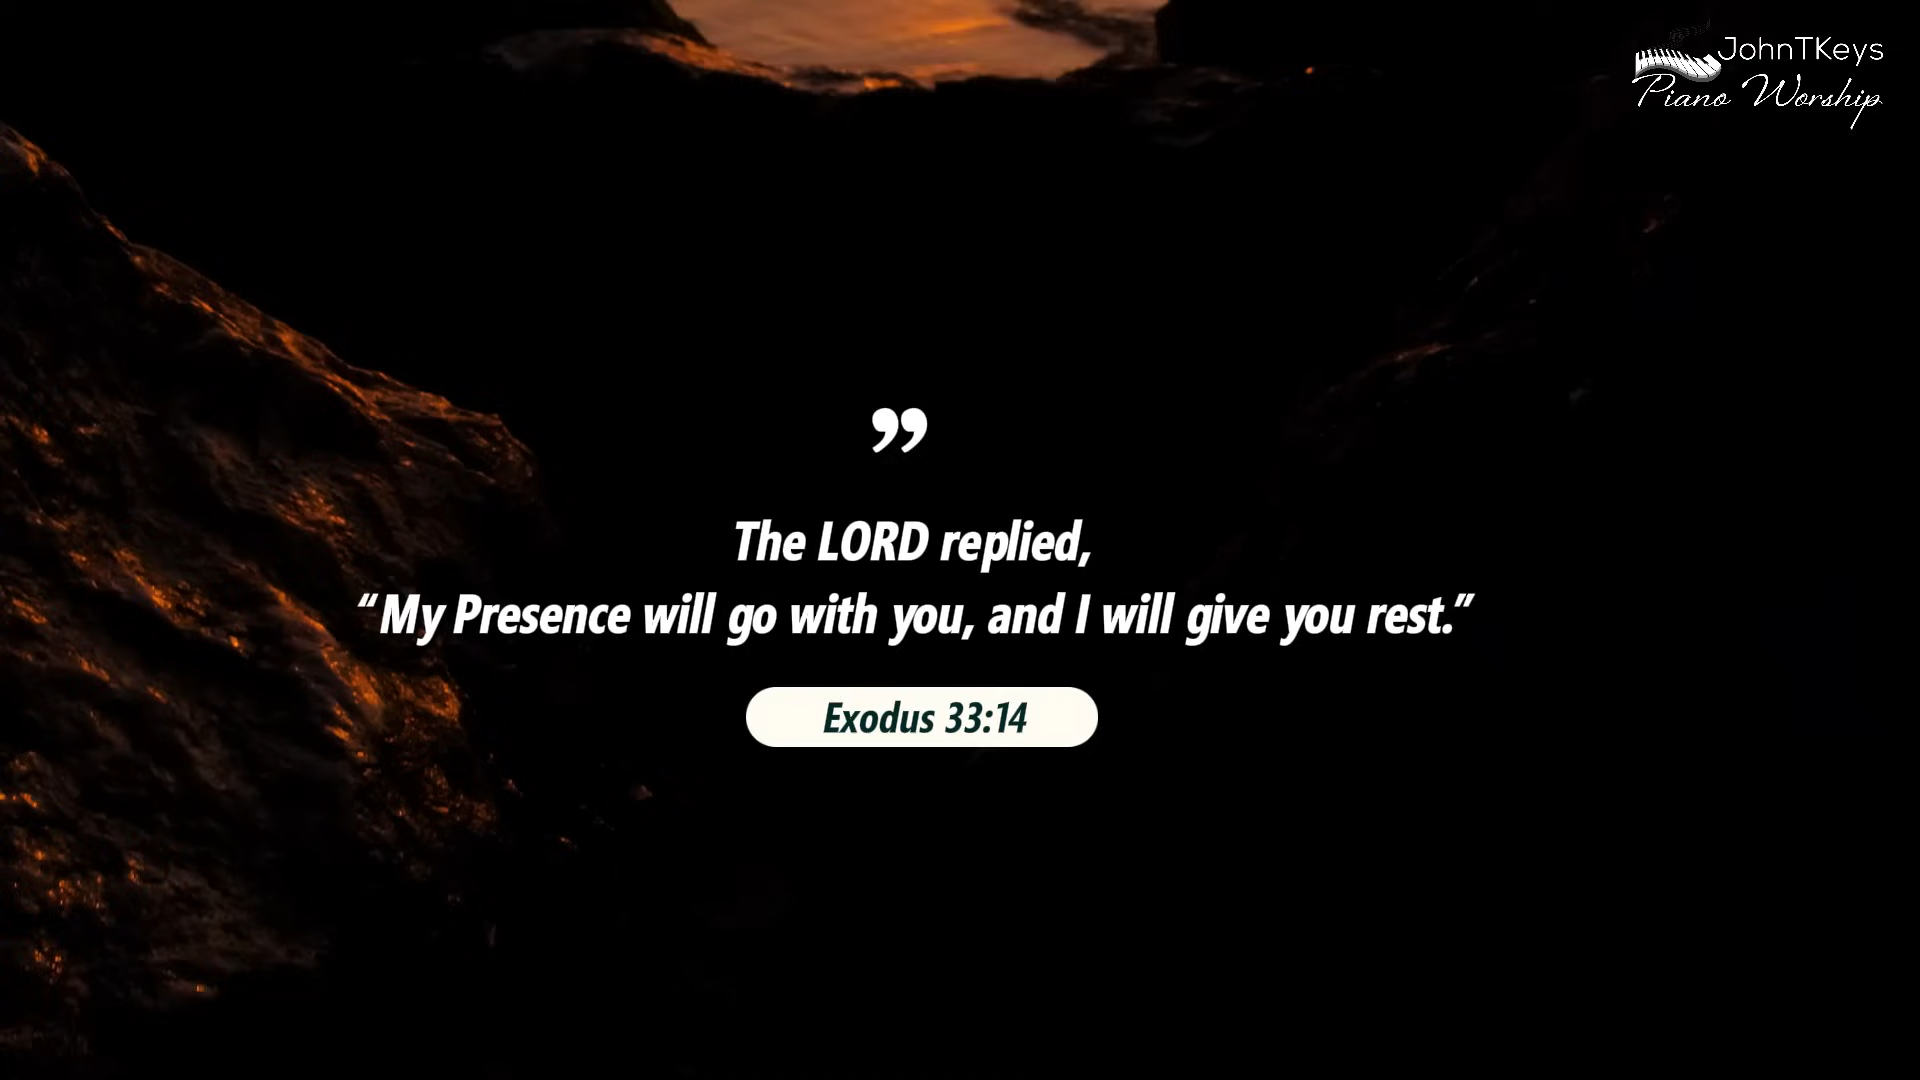 JohnTKeys
Piano Worship
”
The LORD replied,
“My Presence will go with you, and I will give you rest.”
Exodus 33:14